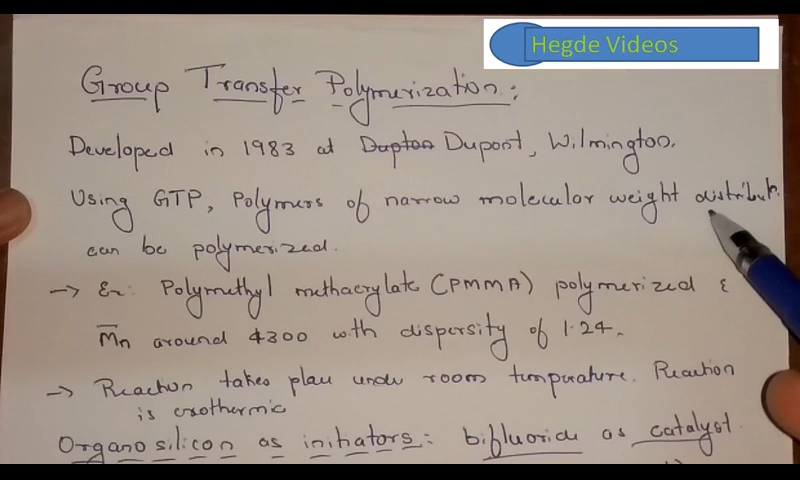 Hegde Videos
Group Transfer Polymerization:
Developed in 1983 at Dupton Dupont, Wilmington.
Using GTP, Polymers of narrow molecular weight distribut.
can be polymerized.
→ Ex: Polymethyl methacrylate (PMMA) polymerized &
M̅n around 4300 with dispersity of 1.24.
→ Reaction takes place under room temperature. Reaction
is exothermic
Organosilicon as initiators: bifluoride as catalyst.